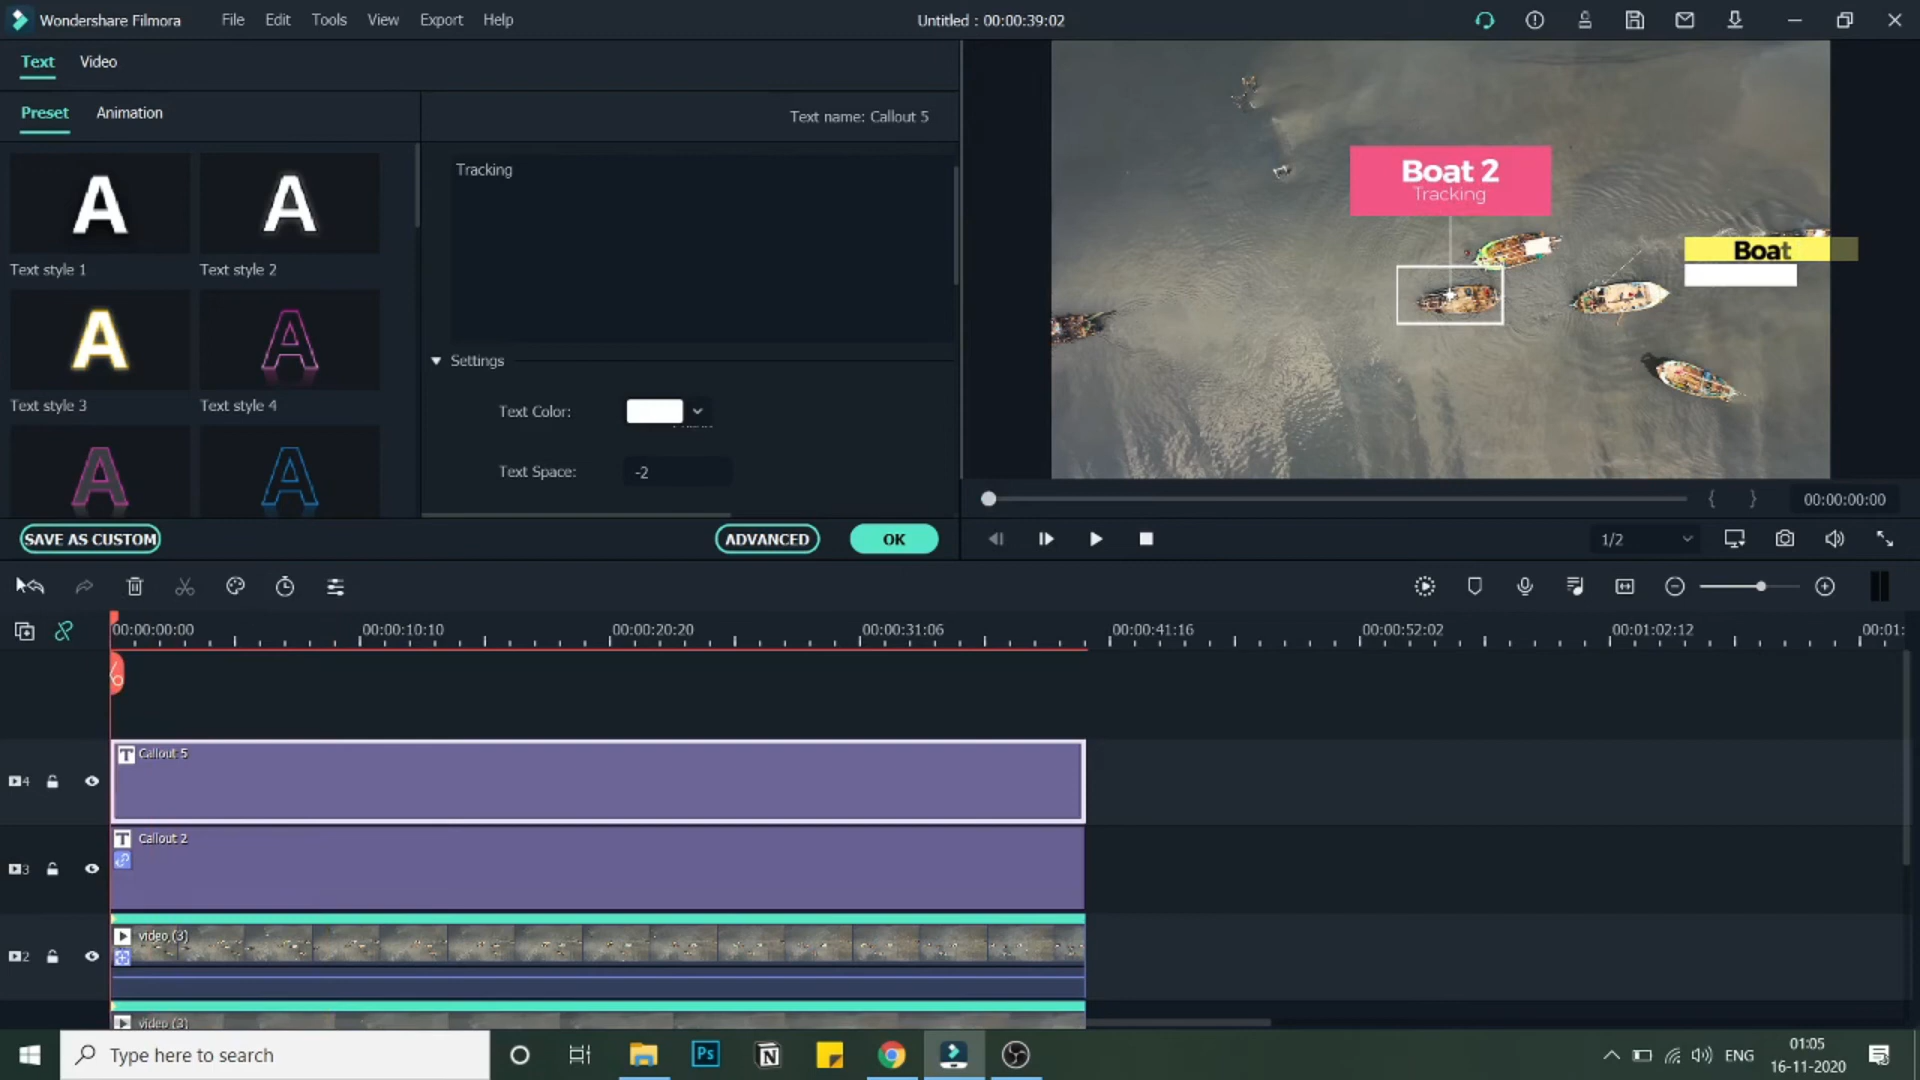 Wondershare Filmora
File
Edit
Tools
View
Export
Help
Untitled : 00:00:39:02
Text
Video
Preset
Animation
Text name: Callout 5
A
A
Text style 1
Text style 2
A
A
Text style 3
Text style 4
A
A
Tracking
Settings
Text Color:
Text Space:
-2
SAVE AS CUSTOM
ADVANCED
OK
Boat 2
Tracking
Boat
{ }
00:00:00:00
1/2
00:00:00:00
00:00:10:10
00:00:20:20
00:00:31:06
00:00:41:16
00:00:52:02
00:01:02:12
00:01:
4
T Callout 5
3
T Callout 2
2
video (3)
video (3)
Type here to search
Ps
N
ENG
01:05
16-11-2020